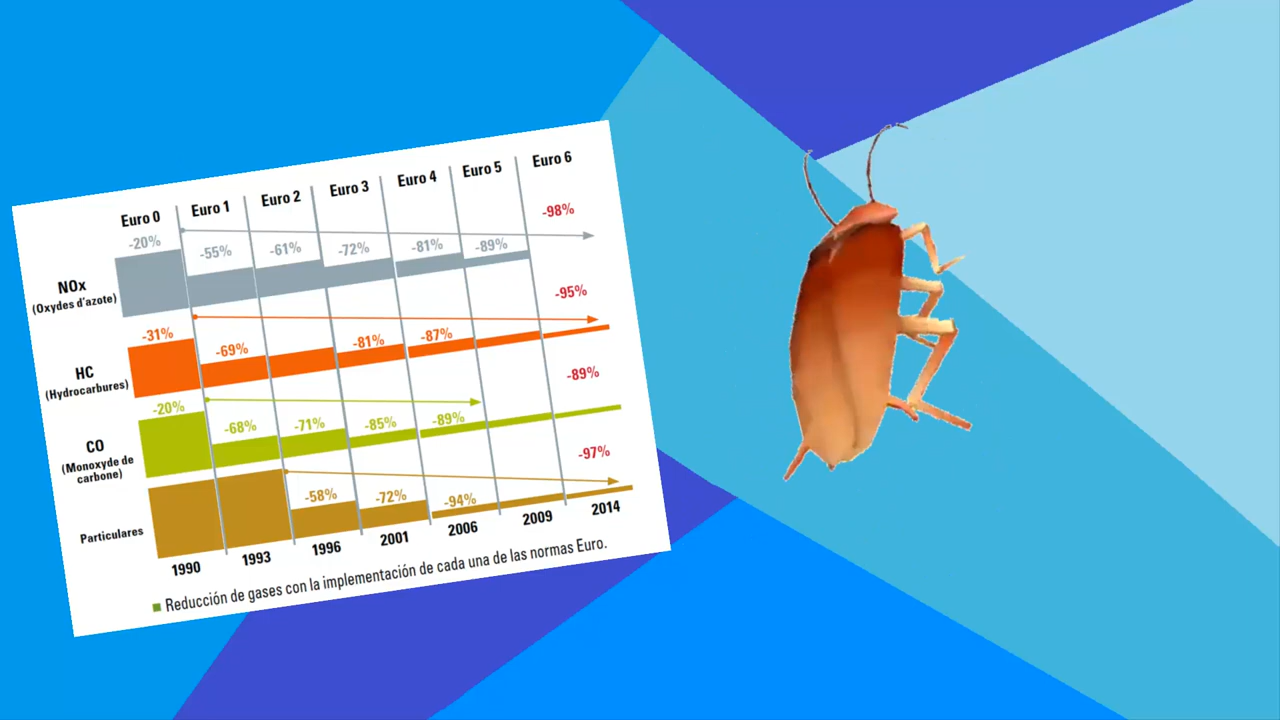 Euro 0 Euro 1 Euro 2 Euro 3 Euro 4 Euro 5 Euro 6
NOx
(Oxydes d'azote)
-20% -55% -61% -72% -81% -89% -98%
HC
(Hydrocarbures)
-31% -69% -81% -87% -95%
CO
(Monoxyde de
carbone)
-20% -68% -71% -85% -89% -89%
Particulares
-58% -72% -94% -97%
1990 1993 1996 2001 2006 2009 2014
Reducción de gases con la implementación de cada una de las normas Euro.